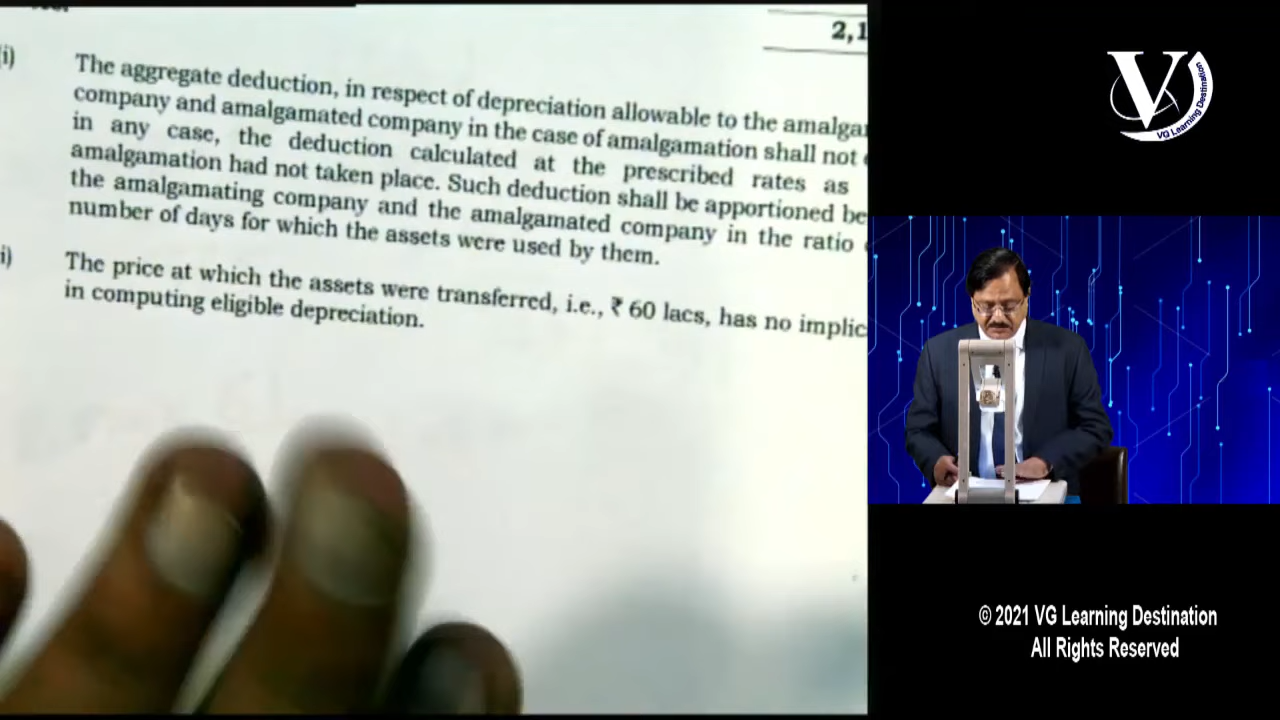 2,1
i)
The aggregate deduction, in respect of depreciation allowable to the
company and amalgamated company in the case of amalgamation shall not
in any case, the deduction calculated at the prescribed rates as
amalgamation had not taken place. Such deduction shall be apportioned
the amalgamating company and the amalgamated company in the ratio
number of days for which the assets were used by them.
i)
The price at which the assets were transferred, i.e., ₹ 60 lacs, has no
in computing eligible depreciation.
V
VG Learning Destination
© 2021 VG Learning Destination
All Rights Reserved